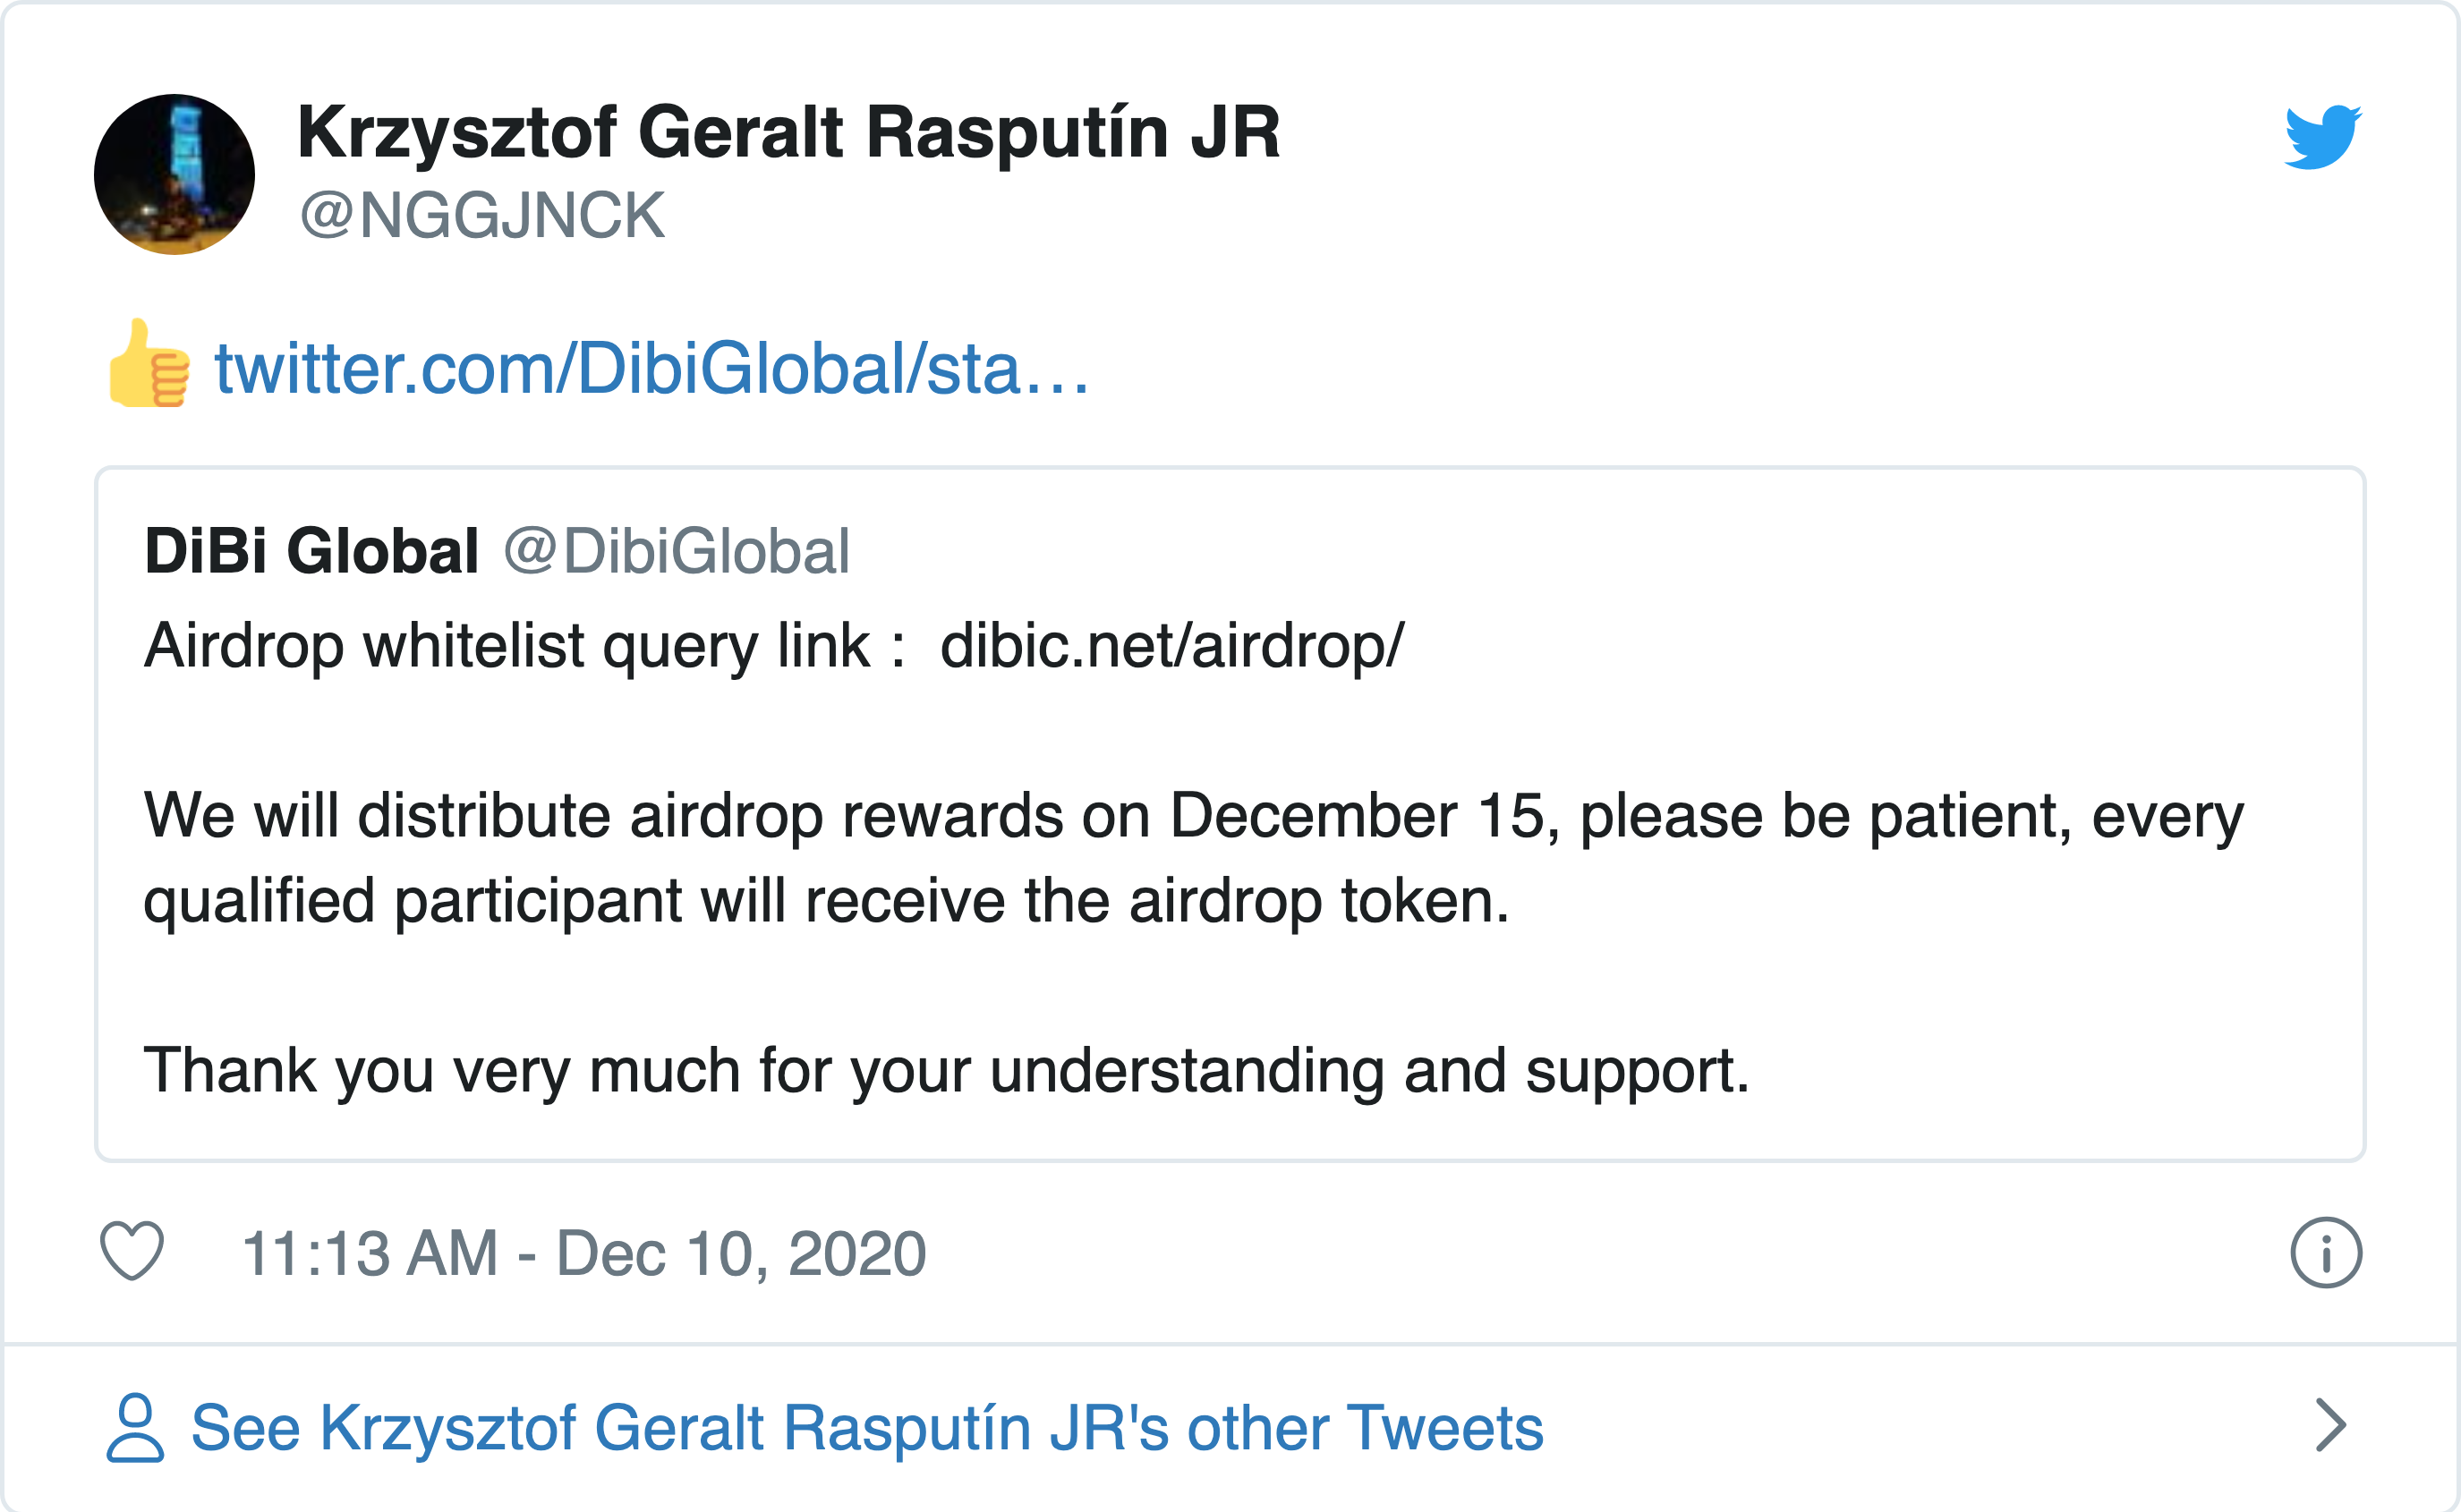 Krzysztof Geralt Rasputín JR
@NGGJNCK
👍 twitter.com/DibiGlobal/sta…
DiBi Global @DibiGlobal
Airdrop whitelist query link： dibic.net/airdrop/
We will distribute airdrop rewards on December 15, please be patient, every
qualified participant will receive the airdrop token.
Thank you very much for your understanding and support.
11:13 AM - Dec 10, 2020
See Krzysztof Geralt Rasputín JR's other Tweets